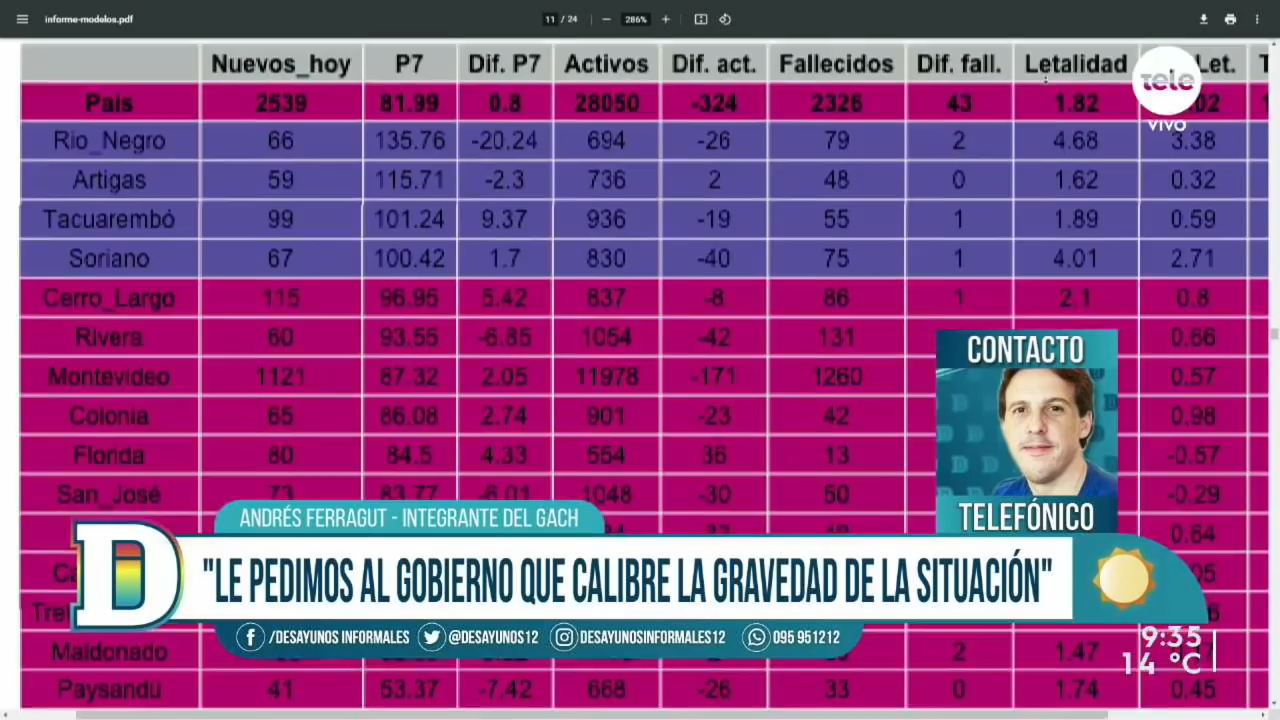 informe-modelos.pdf 11 / 24 286%
Nuevos_hoy P7 Dif. P7 Activos Dif. act. Fallecidos Dif. fall. Letalidad Let.
País 2539 81.99 0.8 28050 -324 2326 43 1.82
Rio_Negro 66 135.76 -20.24 694 -26 79 2 4.68 3.38
Artigas 59 115.71 -2.3 736 2 48 0 1.62 0.32
Tacuarembó 99 101.24 9.37 936 -19 55 1 1.89 0.59
Soriano 67 100.42 1.7 830 -40 75 1 4.01 2.71
Cerro_Largo 115 96.95 5.42 837 -8 86 1 2.1 0.8
Rivera 60 93.55 -6.85 1054 -42 131 0.66
Montevideo 1121 87.32 2.05 11978 -171 1260 0.57
Colonia 65 86.08 2.74 901 -23 42 0.98
Florida 80 84.5 4.33 554 36 13 -0.57
San_José 73 83.77 -6.01 1048 -30 50 -0.29
0.64
Maldonado 2 1.47
Paysandú 41 53.37 -7.42 668 -26 33 0 1.74 0.45
tele
VIVO
CONTACTO
TELEFÓNICO
ANDRÉS FERRAGUT - INTEGRANTE DEL GACH
D
"LE PEDIMOS AL GOBIERNO QUE CALIBRE LA GRAVEDAD DE LA SITUACIÓN"
/DESAYUNOS INFORMALES @DESAYUNOS12 DESAYUNOSINFORMALES12 095 951212
9:35
14 °C